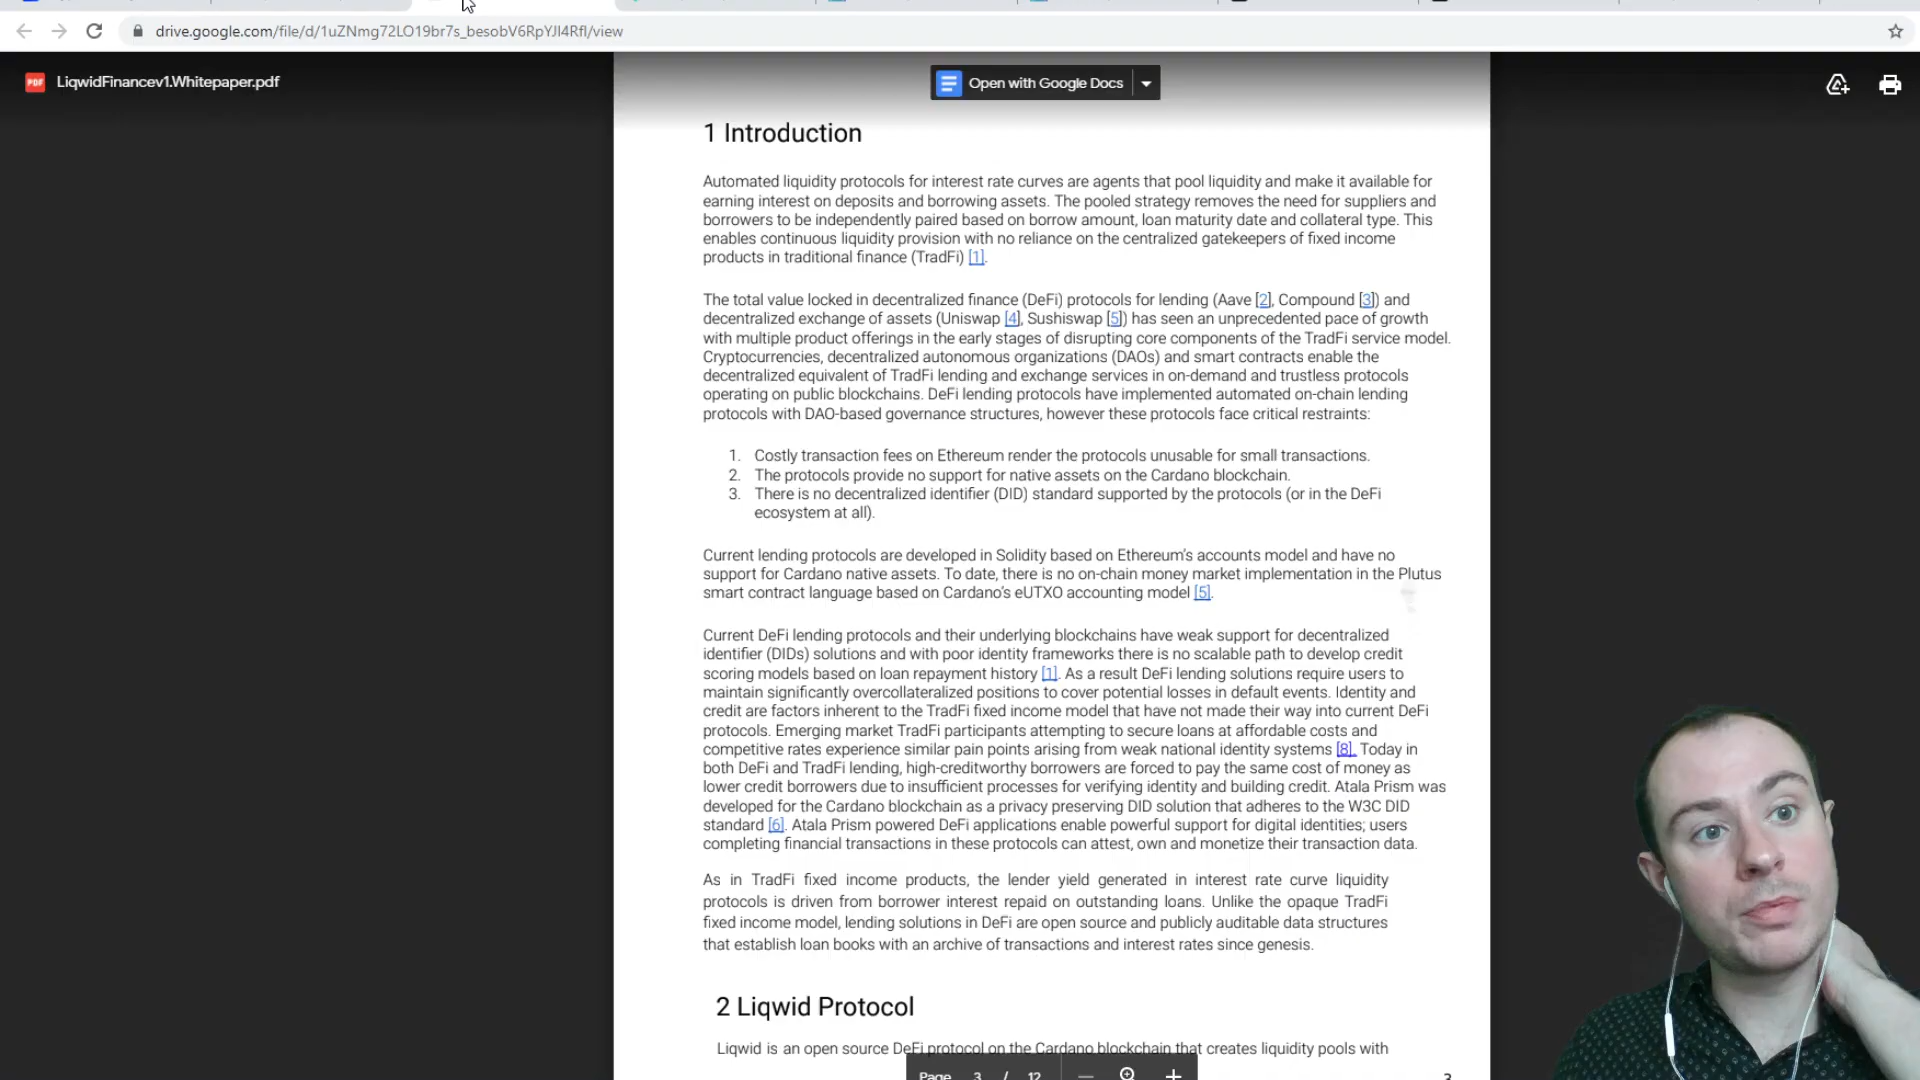 drive.google.com/file/d/1uZNmg72LO19br7s_besobV6RpYJl4Rfl/view
PDF
LiqwidFinancev1.Whitepaper.pdf
Open with Google Docs
1 Introduction
Automated liquidity protocols for interest rate curves are agents that pool liquidity and make it available for
earning interest on deposits and borrowing assets. The pooled strategy removes the need for suppliers and
borrowers to be independently paired based on borrow amount, loan maturity date and collateral type. This
enables continuous liquidity provision with no reliance on the centralized gatekeepers of fixed income
products in traditional finance (TradFi) [1].
The total value locked in decentralized finance (DeFi) protocols for lending (Aave [2], Compound [3]) and
decentralized exchange of assets (Uniswap [4], Sushiswap [5]) has seen an unprecedented pace of growth
with multiple product offerings in the early stages of disrupting core components of the TradFi service model.
Cryptocurrencies, decentralized autonomous organizations (DAOs) and smart contracts enable the
decentralized equivalent of TradFi lending and exchange services in on-demand and trustless protocols
operating on public blockchains. DeFi lending protocols have implemented automated on-chain lending
protocols with DAO-based governance structures, however these protocols face critical restraints:
1. Costly transaction fees on Ethereum render the protocols unusable for small transactions.
2. The protocols provide no support for native assets on the Cardano blockchain.
3. There is no decentralized identifier (DID) standard supported by the protocols (or in the DeFi
ecosystem at all).
Current lending protocols are developed in Solidity based on Ethereum's accounts model and have no
support for Cardano native assets. To date, there is no on-chain money market implementation in the Plutus
smart contract language based on Cardano's eUTXO accounting model [5].
Current DeFi lending protocols and their underlying blockchains have weak support for decentralized
identifier (DIDs) solutions and with poor identity frameworks there is no scalable path to develop credit
scoring models based on loan repayment history [1]. As a result DeFi lending solutions require users to
maintain significantly overcollateralized positions to cover potential losses in default events. Identity and
credit are factors inherent to the TradFi fixed income model that have not made their way into current DeFi
protocols. Emerging market TradFi participants attempting to secure loans at affordable costs and
competitive rates experience similar pain points arising from weak national identity systems [8]. Today in
both DeFi and TradFi lending, high-creditworthy borrowers are forced to pay the same cost of money as
lower credit borrowers due to insufficient processes for verifying identity and building credit. Atala Prism was
developed for the Cardano blockchain as a privacy preserving DID solution that adheres to the W3C DID
standard [6]. Atala Prism powered DeFi applications enable powerful support for digital identities; users
completing financial transactions in these protocols can attest, own and monetize their transaction data.
As in TradFi fixed income products, the lender yield generated in interest rate curve liquidity
protocols is driven from borrower interest repaid on outstanding loans. Unlike the opaque TradFi
fixed income model, lending solutions in DeFi are open source and publicly auditable data structures
that establish loan books with an archive of transactions and interest rates since genesis.
2 Liqwid Protocol
Liqwid is an open source DeFi protocol on the Cardano blockchain that creates liquidity pools with
Page 3 / 12
3